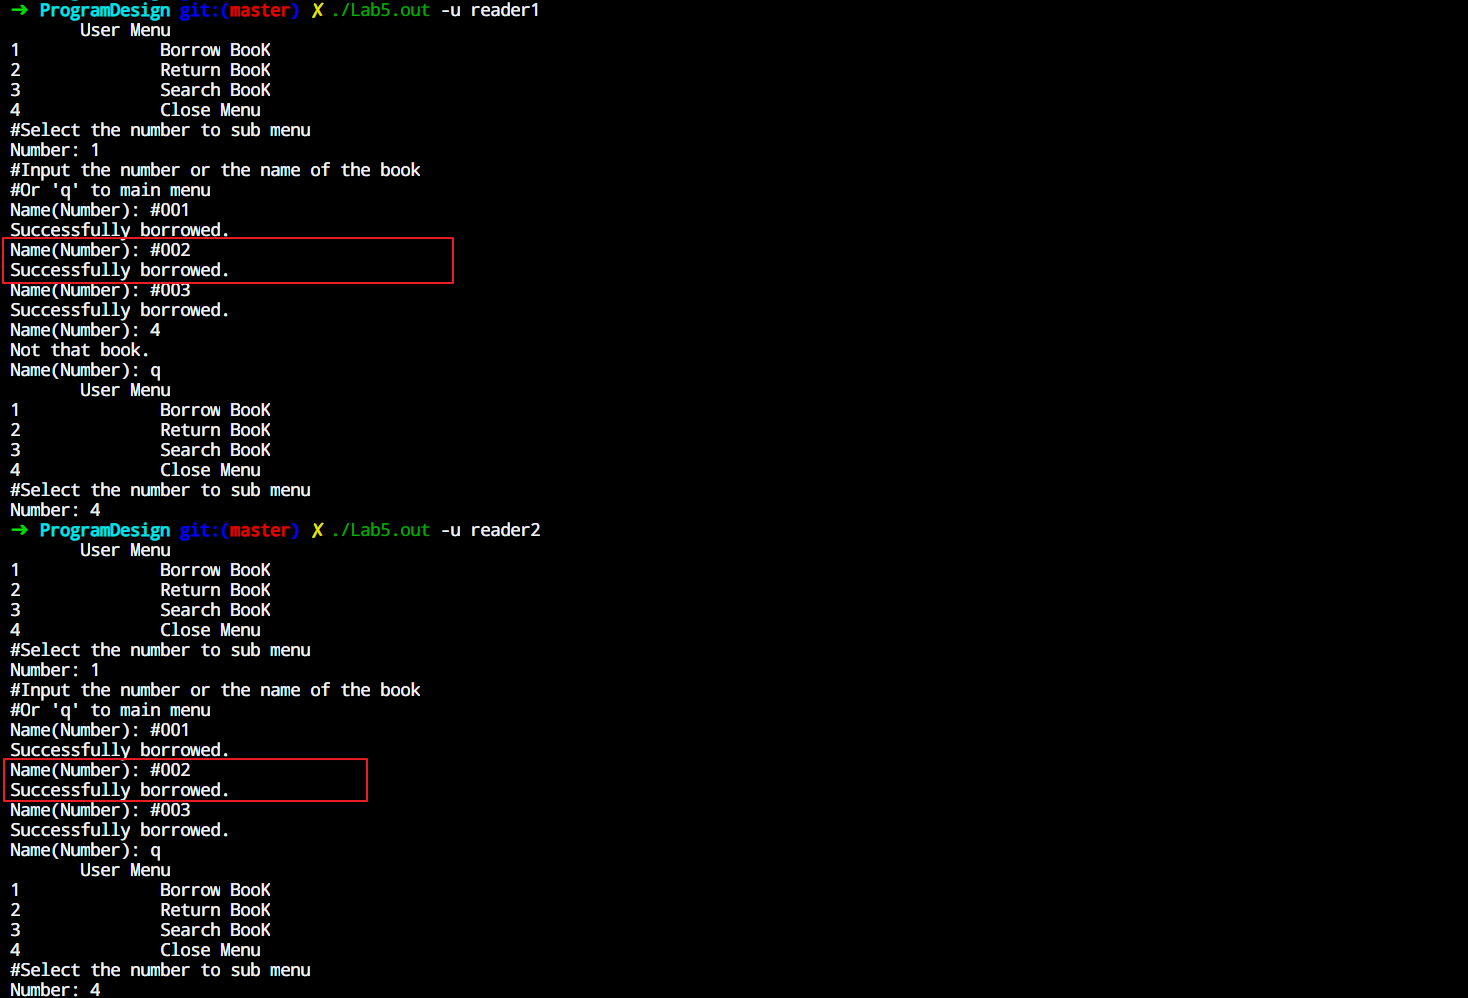 ➜ ProgramDesign git:(master) ✗ ./Lab5.out -u reader1
User Menu
1 Borrow BooK
2 Return BooK
3 Search BooK
4 Close Menu
#Select the number to sub menu
Number: 1
#Input the number or the name of the book
#Or 'q' to main menu
Name(Number): #001
Successfully borrowed.
Name(Number): #002
Successfully borrowed.
Name(Number): #003
Successfully borrowed.
Name(Number): 4
Not that book.
Name(Number): q
User Menu
1 Borrow BooK
2 Return BooK
3 Search BooK
4 Close Menu
#Select the number to sub menu
Number: 4
➜ ProgramDesign git:(master) ✗ ./Lab5.out -u reader2
User Menu
1 Borrow BooK
2 Return BooK
3 Search BooK
4 Close Menu
#Select the number to sub menu
Number: 1
#Input the number or the name of the book
#Or 'q' to main menu
Name(Number): #001
Successfully borrowed.
Name(Number): #002
Successfully borrowed.
Name(Number): #003
Successfully borrowed.
Name(Number): q
User Menu
1 Borrow BooK
2 Return BooK
3 Search BooK
4 Close Menu
#Select the number to sub menu
Number: 4